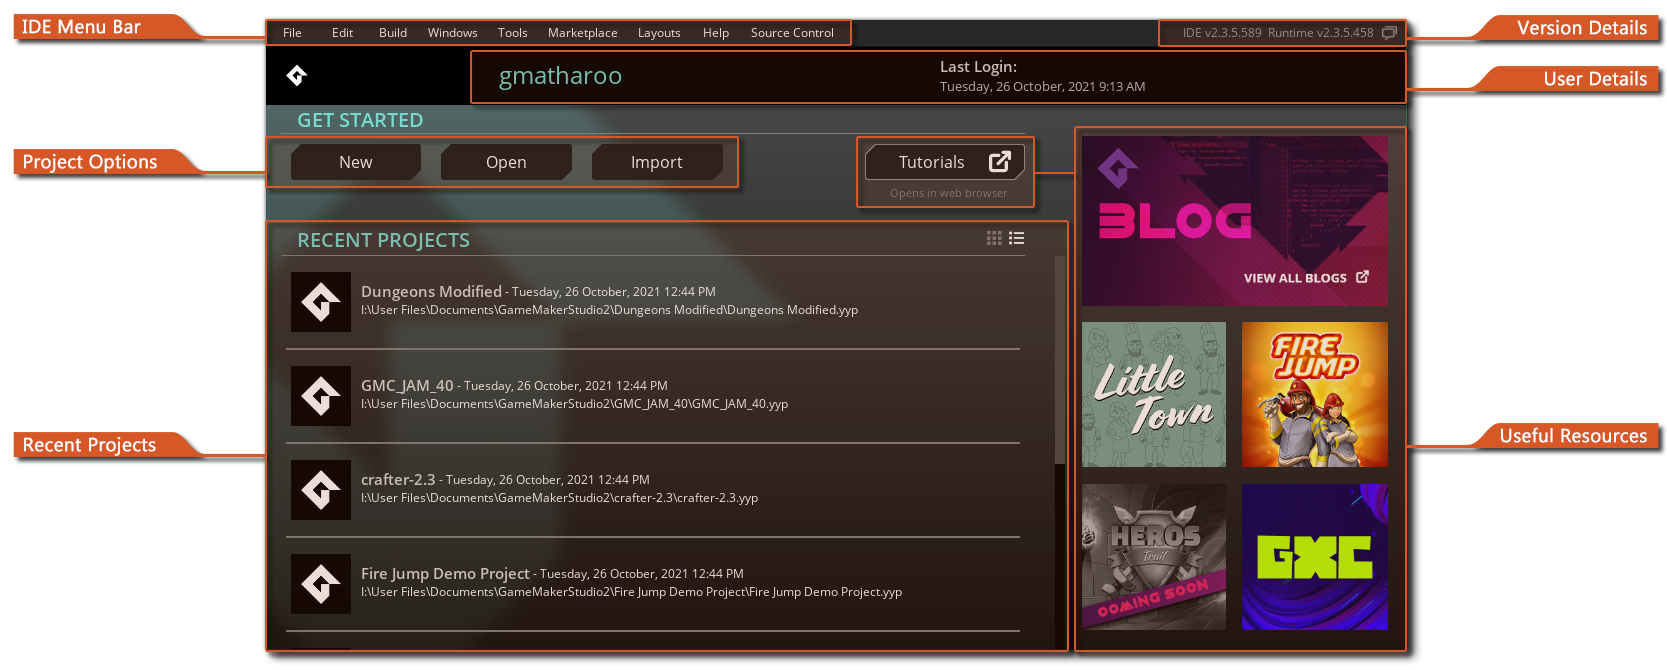 IDE Menu Bar
File Edit Build Windows Tools Marketplace Layouts Help Source Control
IDE v2.3.5.589 Runtime v2.3.5.458
Version Details
gmatharoo
Last Login:
Tuesday, 26 October, 2021 9:13 AM
User Details
GET STARTED
Project Options
New
Open
Import
Tutorials
Opens in web browser
BLOG
VIEW ALL BLOGS
RECENT PROJECTS
Dungeons Modified - Tuesday, 26 October, 2021 12:44 PM
I:\User Files\Documents\GameMakerStudio2\Dungeons Modified\Dungeons Modified.yyp
GMC_JAM_40 - Tuesday, 26 October, 2021 12:44 PM
I:\User Files\Documents\GameMakerStudio2\GMC_JAM_40\GMC_JAM_40.yyp
Recent Projects
crafter-2.3 - Tuesday, 26 October, 2021 12:44 PM
I:\User Files\Documents\GameMakerStudio2\crafter-2.3\crafter-2.3.yyp
Fire Jump Demo Project - Tuesday, 26 October, 2021 12:44 PM
I:\User Files\Documents\GameMakerStudio2\Fire Jump Demo Project\Fire Jump Demo Project.yyp
Little
Town
FIRE
JUMP
Useful Resources
HEROS
Trail
COMING SOON
GXC